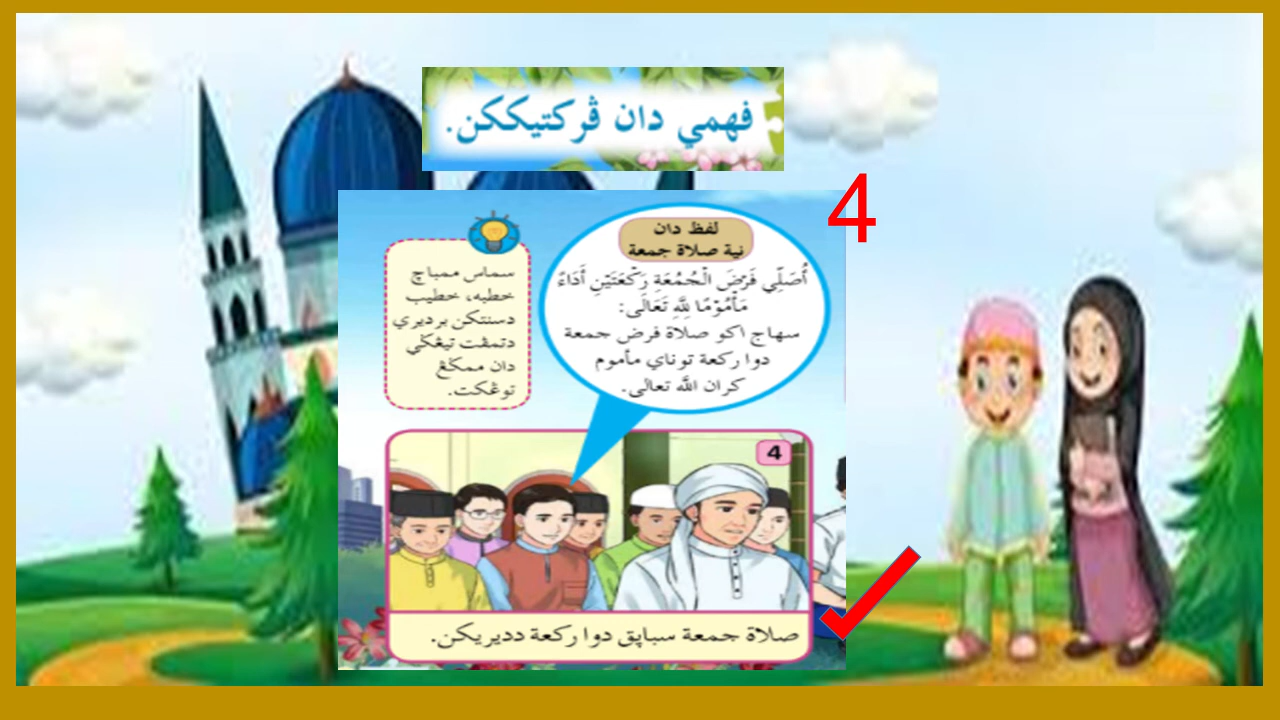 فهمي دان ڤرکتيککن.
4
لفظ دان
نية صلاة جمعة
أُصَلِّي فَرْضَ الْجُمُعَةِ رَكْعَتَيْنِ أَدَاءً
مَأْمُوْمًا لِلَّهِ تَعَالَى:
سهاج اکو صلاة فرض جمعة
دوا رکعة توناي مأموم
کران الله تعالى.
سماس ممباچ
خطبه، خطيب
دسنتکن برديري
دتمڤت تيڠݢي
دان ممݢڠ
توڠکت.
4
صلاة جمعة سباڽق دوا رکعة دديريکن.